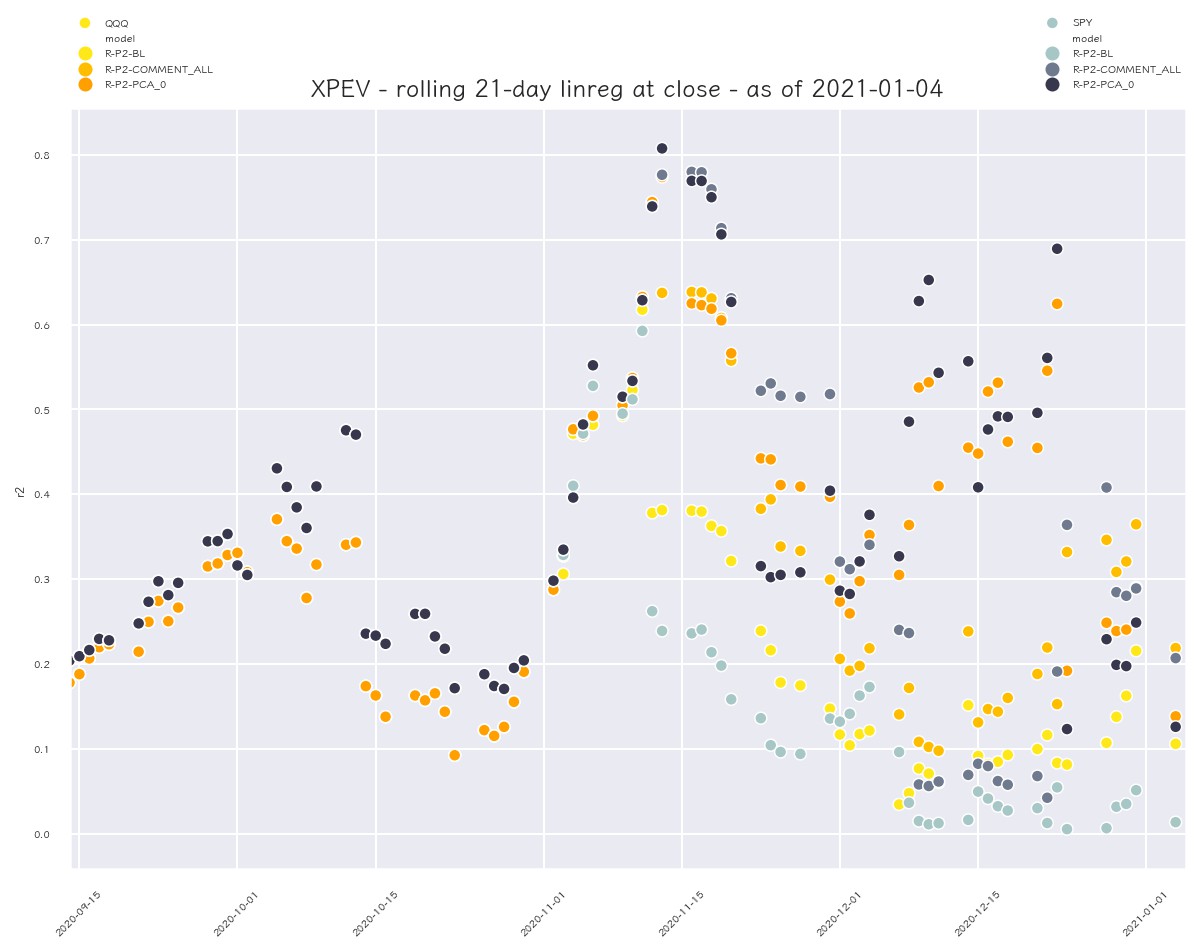 QQQ
model
R-P2-BL
R-P2-COMMENT_ALL
R-P2-PCA_0
SPY
model
R-P2-BL
R-P2-COMMENT_ALL
R-P2-PCA_0
XPEV - rolling 21-day linreg at close - as of 2021-01-04
0.8
0.7
0.6
0.5
0.4
0.3
0.2
0.1
0.0
r2
2020-09-15
2020-10-01
2020-10-15
2020-11-01
2020-11-15
2020-12-01
2020-12-15
2021-01-01